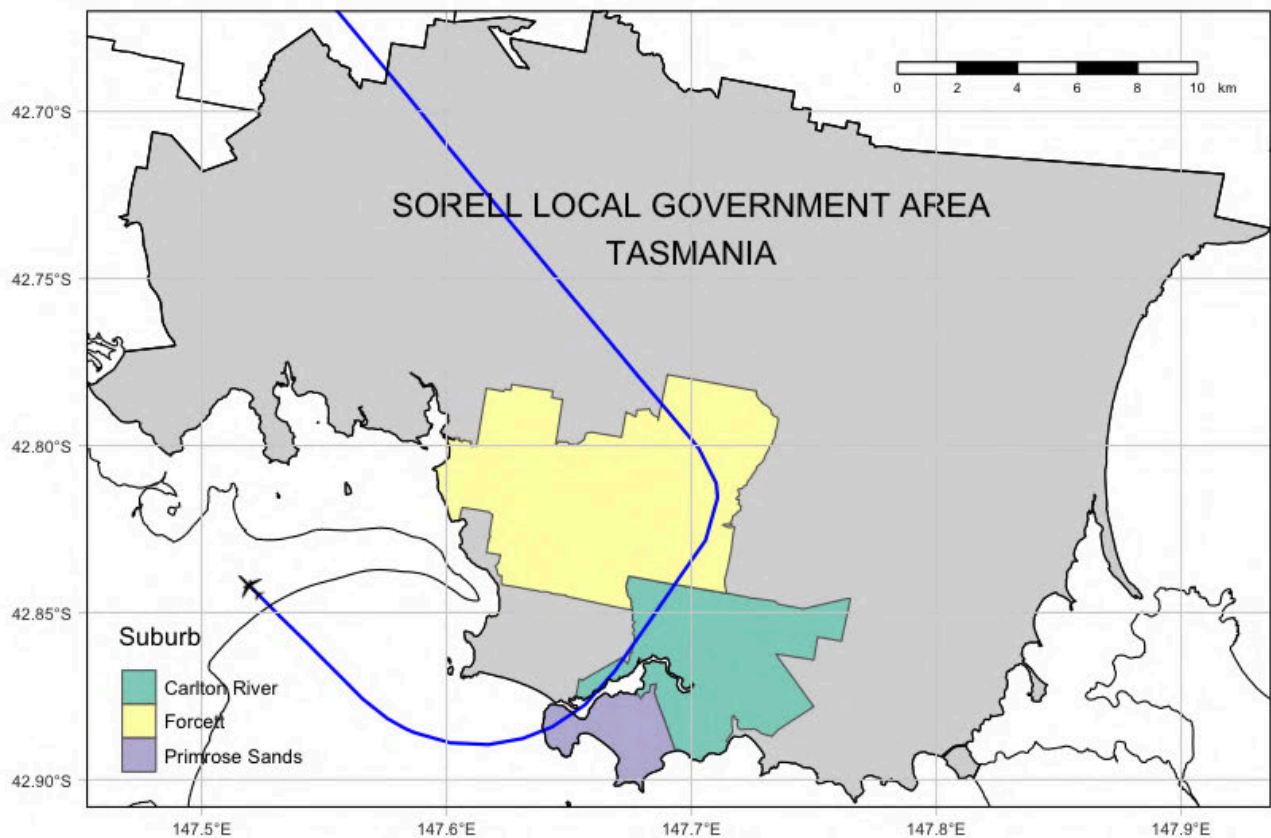 0 2 4 6 8 10 km
42.70°S
SORELL LOCAL GOVERNMENT AREA
TASMANIA
42.75°S
42.80°S
42.85°S
Suburb
Carlton River
Forcett
Primrose Sands
42.90°S
147.5°E 147.6°E 147.7°E 147.8°E 147.9°E